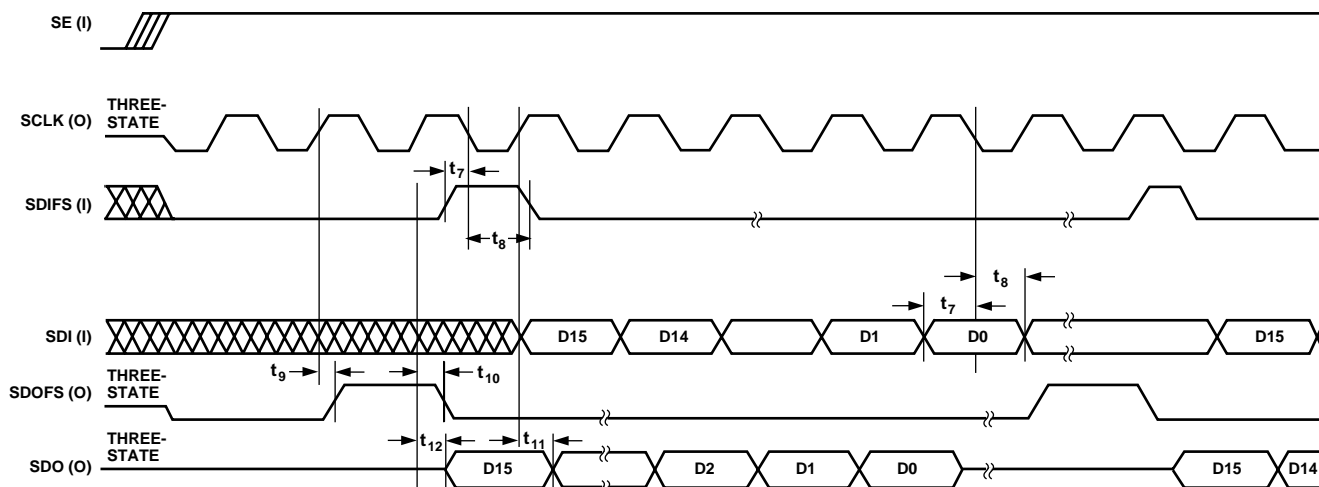 SE (I)
SCLK (O)
THREE-
STATE
t7
SDIFS (I)
t8
t8
t7
SDI (I)
D15
D14
D1
D0
D15
t9
t10
SDOFS (O)
THREE-
STATE
t12
t11
SDO (O)
THREE-
STATE
D15
D2
D1
D0
D15
D14